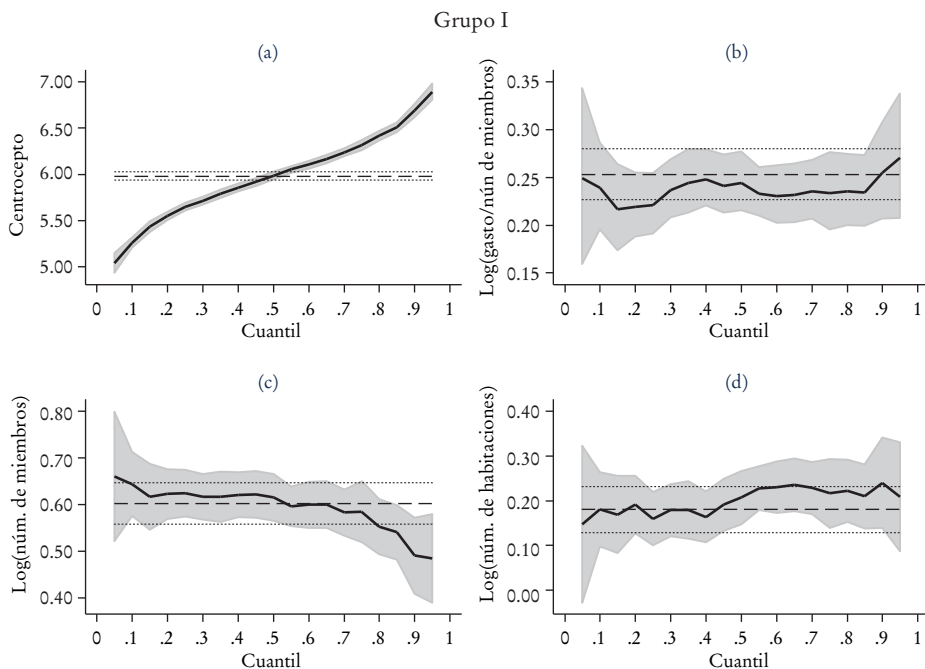 Grupo I
(a)
Centrocepto
7.00
6.50
6.00
5.50
5.00
0 .1 .2 .3 .4 .5 .6 .7 .8 .9 1
Cuantil
(b)
Log(gasto/nún de miembros)
0.35
0.30
0.25
0.20
0.15
0 .1 .2 .3 .4 .5 .6 .7 .8 .9 1
Cuantil
(c)
Log(núm. de miembros)
0.80
0.70
0.60
0.50
0.40
0 .1 .2 .3 .4 .5 .6 .7 .8 .9 1
Cuantil
(d)
Log(núm. de habitaciones)
0.40
0.30
0.20
0.10
0.00
0 .1 .2 .3 .4 .5 .6 .7 .8 .9 1
Cuantil